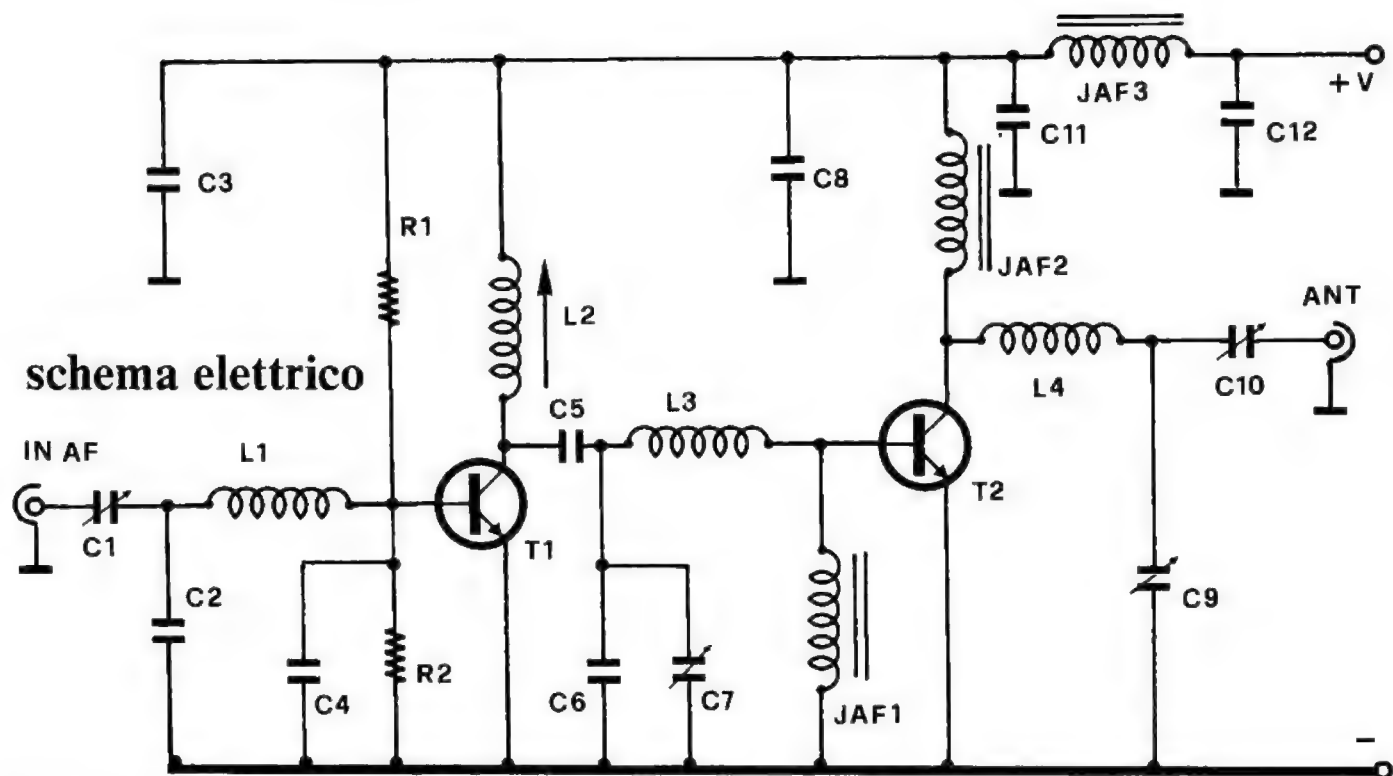 JAF3
+V
C11
C12
C3
C8
R1
JAF2
L2
ANT
schema elettrico
C5
L3
L4
C10
IN AF
L1
C1
T1
T2
C2
C9
C4
R2
C6
C7
JAF1
-